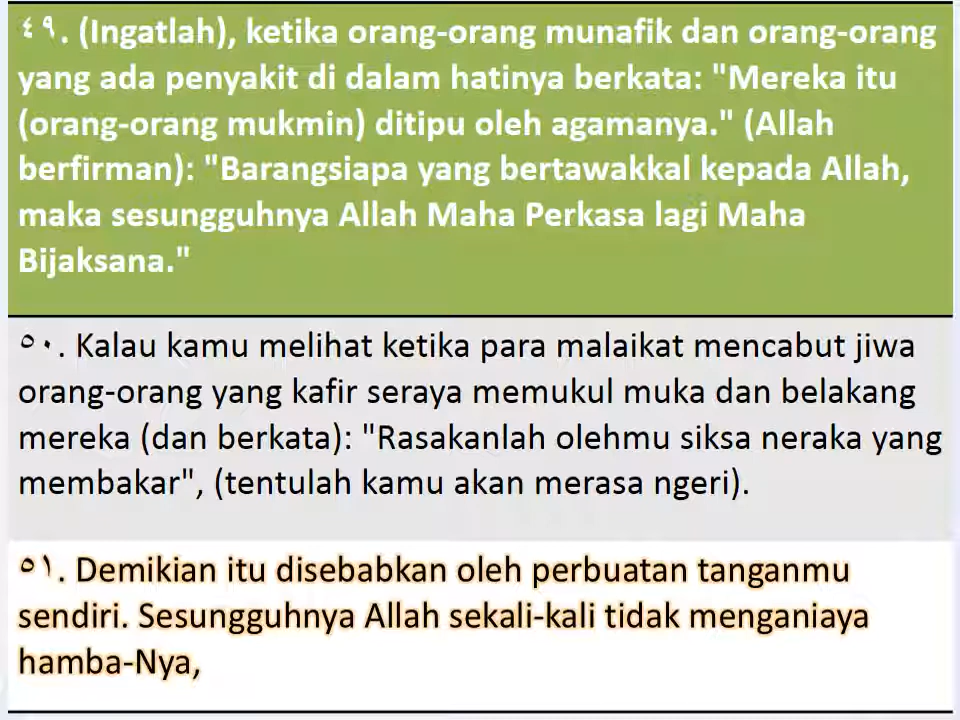 ٤٩. (Ingatlah), ketika orang-orang munafik dan orang-orang
yang ada penyakit di dalam hatinya berkata: "Mereka itu
(orang-orang mukmin) ditipu oleh agamanya." (Allah
berfirman): "Barangsiapa yang bertawakkal kepada Allah,
maka sesungguhnya Allah Maha Perkasa lagi Maha
Bijaksana."
٥٠. Kalau kamu melihat ketika para malaikat mencabut jiwa
orang-orang yang kafir seraya memukul muka dan belakang
mereka (dan berkata): "Rasakanlah olehmu siksa neraka yang
membakar", (tentulah kamu akan merasa ngeri).
٥١. Demikian itu disebabkan oleh perbuatan tanganmu
sendiri. Sesungguhnya Allah sekali-kali tidak menganiaya
hamba-Nya,